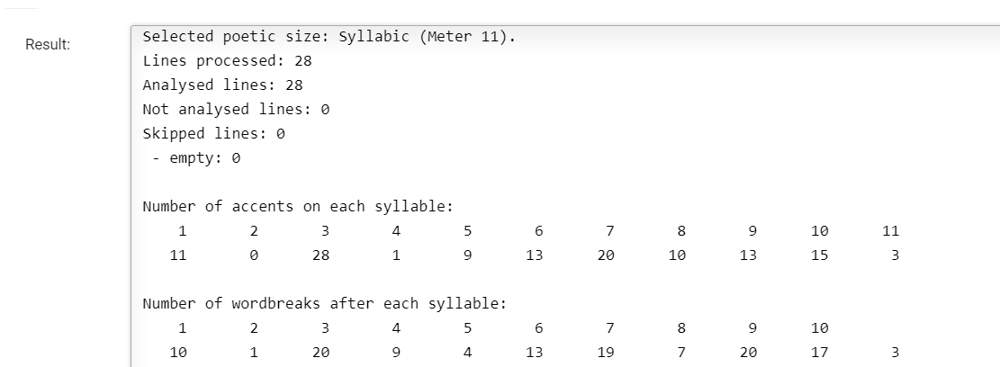 Result:
Selected poetic size: Syllabic (Meter 11).
Lines processed: 28
Analysed lines: 28
Not analysed lines: 0
Skipped lines: 0
- empty: 0
Number of accents on each syllable:
1 2 3 4 5 6 7 8 9 10 11
11 0 28 1 9 13 20 10 13 15 3
Number of wordbreaks after each syllable:
1 2 3 4 5 6 7 8 9 10
10 1 20 9 4 13 19 7 20 17 3